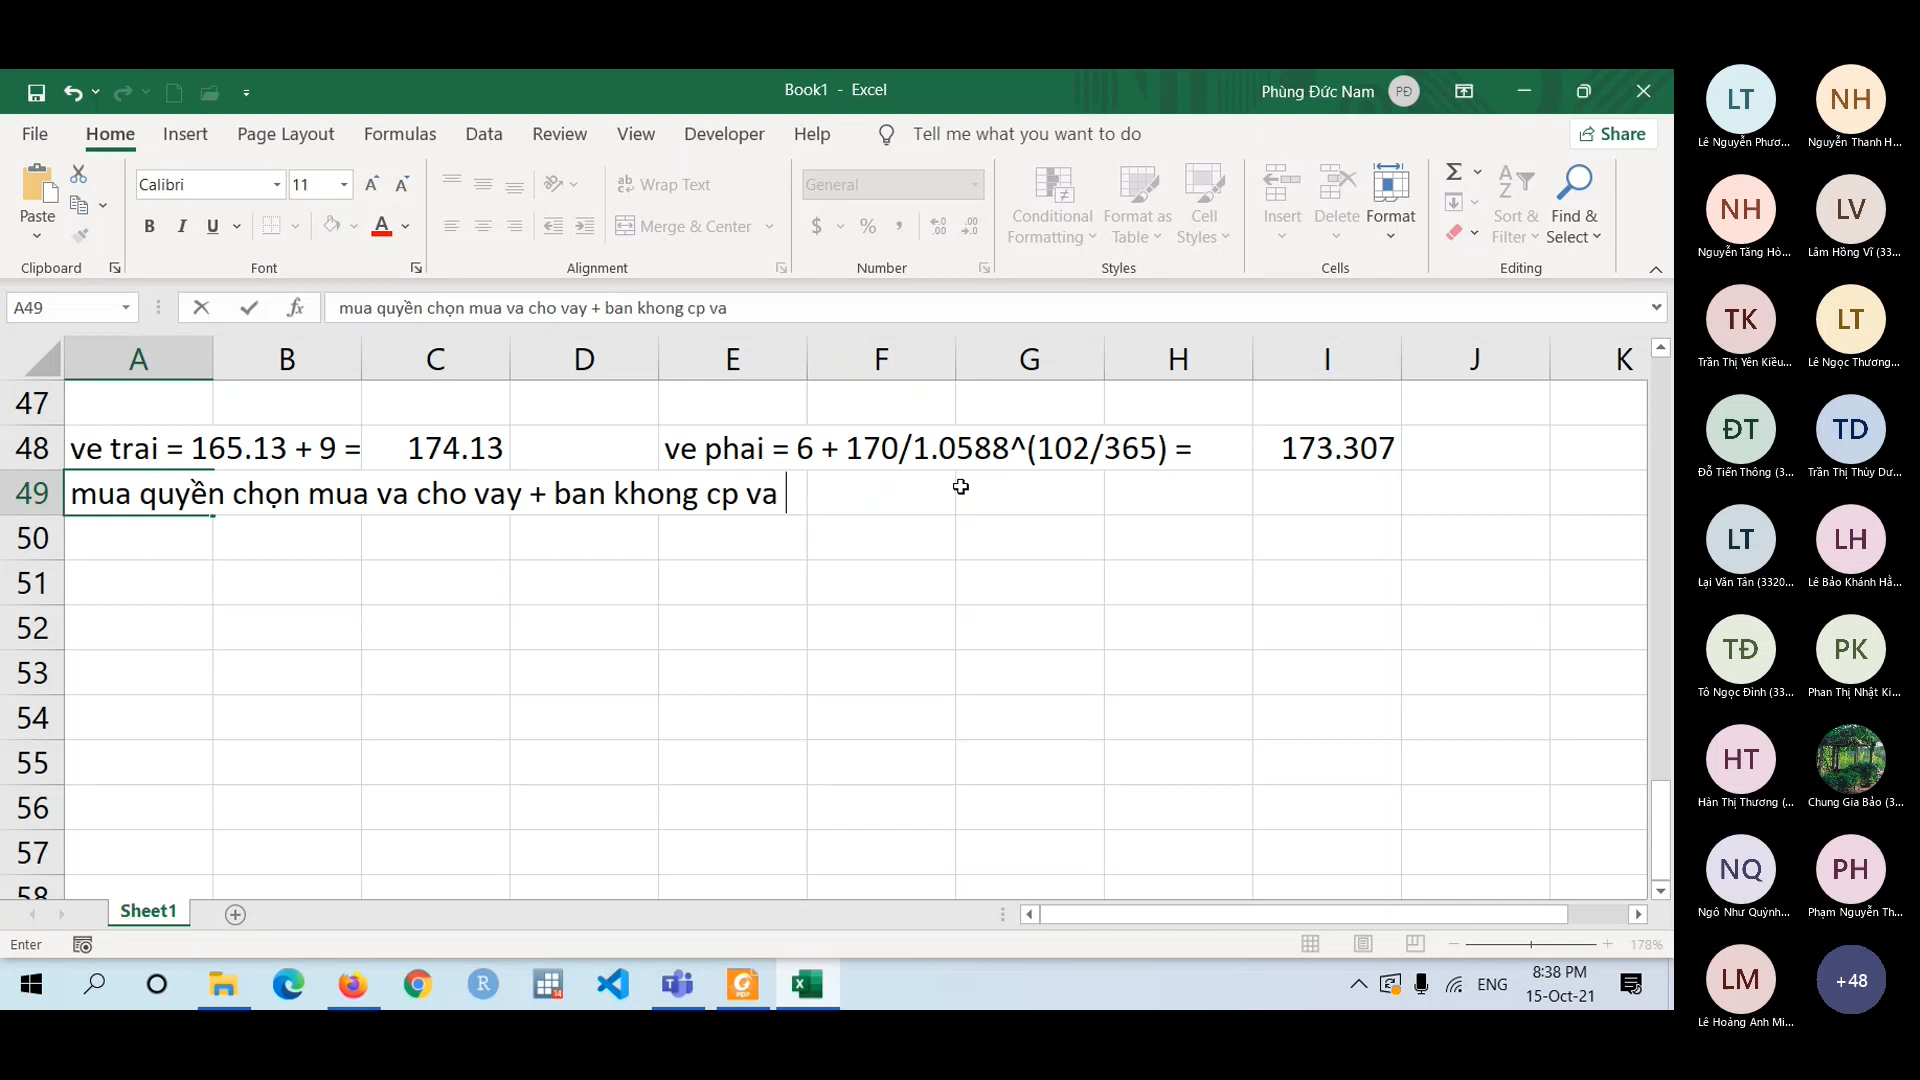 Book1 - Excel
Phùng Đức Nam
PĐ
File Home Insert Page Layout Formulas Data Review View Developer Help Tell me what you want to do Share
Paste
Calibri 11
B I U
Wrap Text
Merge & Center
General
$ % ,
Conditional Formatting
Format as Table
Cell Styles
Insert Delete Format
Sort & Filter
Find & Select
Clipboard Font Alignment Number Styles Cells Editing
A49 fx mua quyền chọn mua va cho vay + ban khong cp va
A B C D E F G H I J K
47
48 ve trai = 165.13 + 9 = 174.13 ve phai = 6 + 170/1.0588^(102/365) = 173.307
49 mua quyền chọn mua va cho vay + ban khong cp va
50
51
52
53
54
55
56
57
58
Sheet1
Enter
178%
ENG
8:38 PM
15-Oct-21
LT NH
Lê Nguyễn Phươ... Nguyễn Thanh H...
NH LV
Nguyễn Tăng Hò... Lâm Hồng Vĩ (33...
TK LT
Trần Thị Yên Kiều... Lê Ngọc Thương...
ĐT TD
Đỗ Tiến Thông (3... Trần Thị Thùy Dư...
LT LH
Lại Văn Tân (3320... Lê Bảo Khánh Hằ...
TĐ PK
Tô Ngọc Đình (33... Phan Thị Nhật Ki...
HT
Hàn Thị Thương (... Chung Gia Bảo (3...
NQ PH
Ngô Như Quỳnh... Phạm Nguyễn Th...
LM +48
Lê Hoàng Anh Mi...